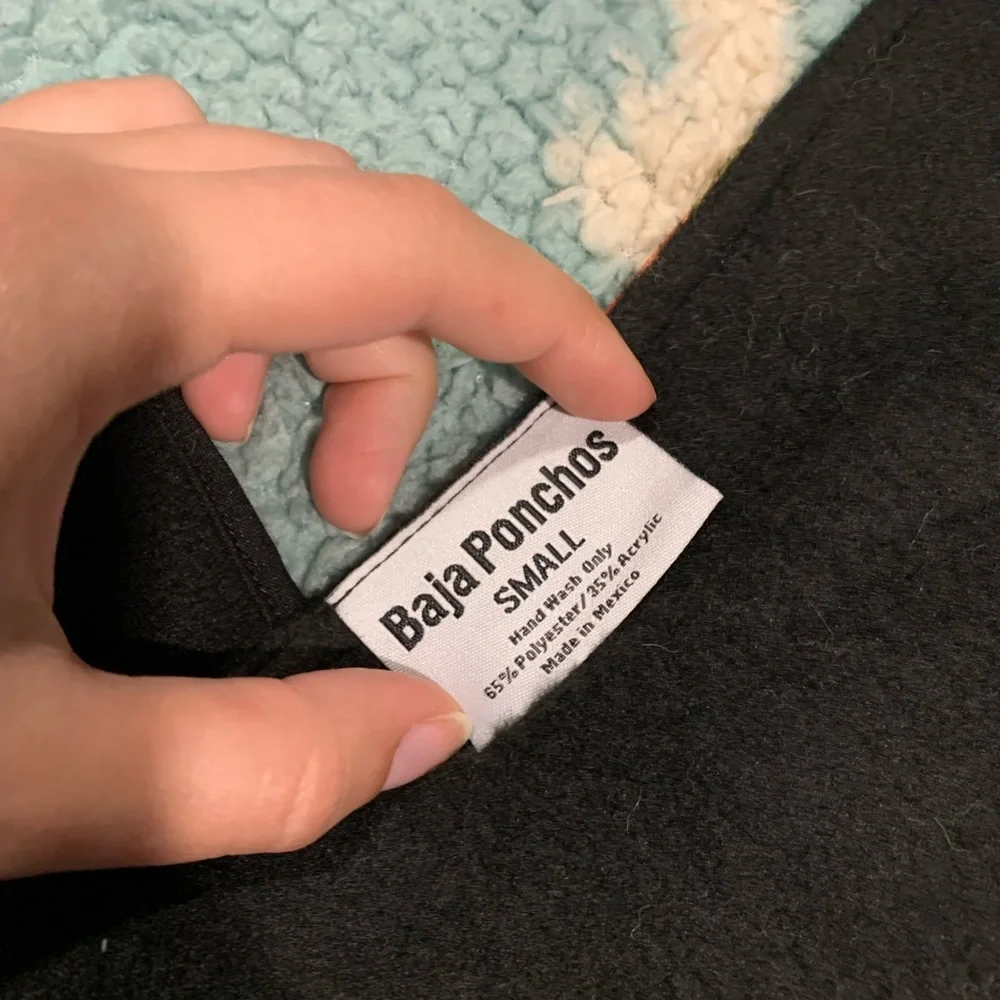 Baja Ponchos
SMALL
Hand Wash Only
65% Polyester/35% Acrylic
Made in Mexico